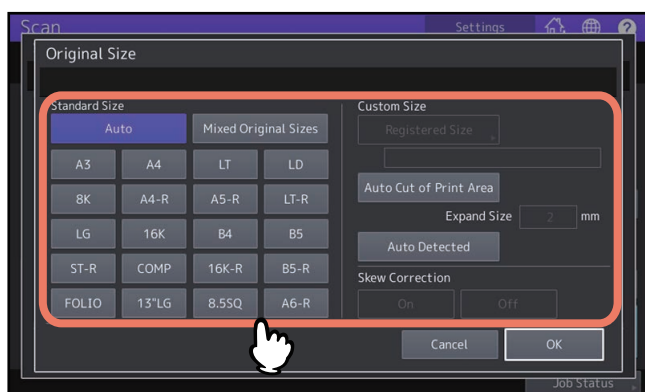 Scan
Settings
?
Original Size
Standard Size
Auto
Mixed Original Sizes
A3
A4
LT
LD
8K
A4-R
A5-R
LT-R
LG
16K
B4
B5
ST-R
COMP
16K-R
B5-R
FOLIO
13"LG
8.5SQ
A6-R
Custom Size
Registered Size
Auto Cut of Print Area
Expand Size 2 mm
Auto Detected
Skew Correction
On
Off
Cancel
OK
Job Status